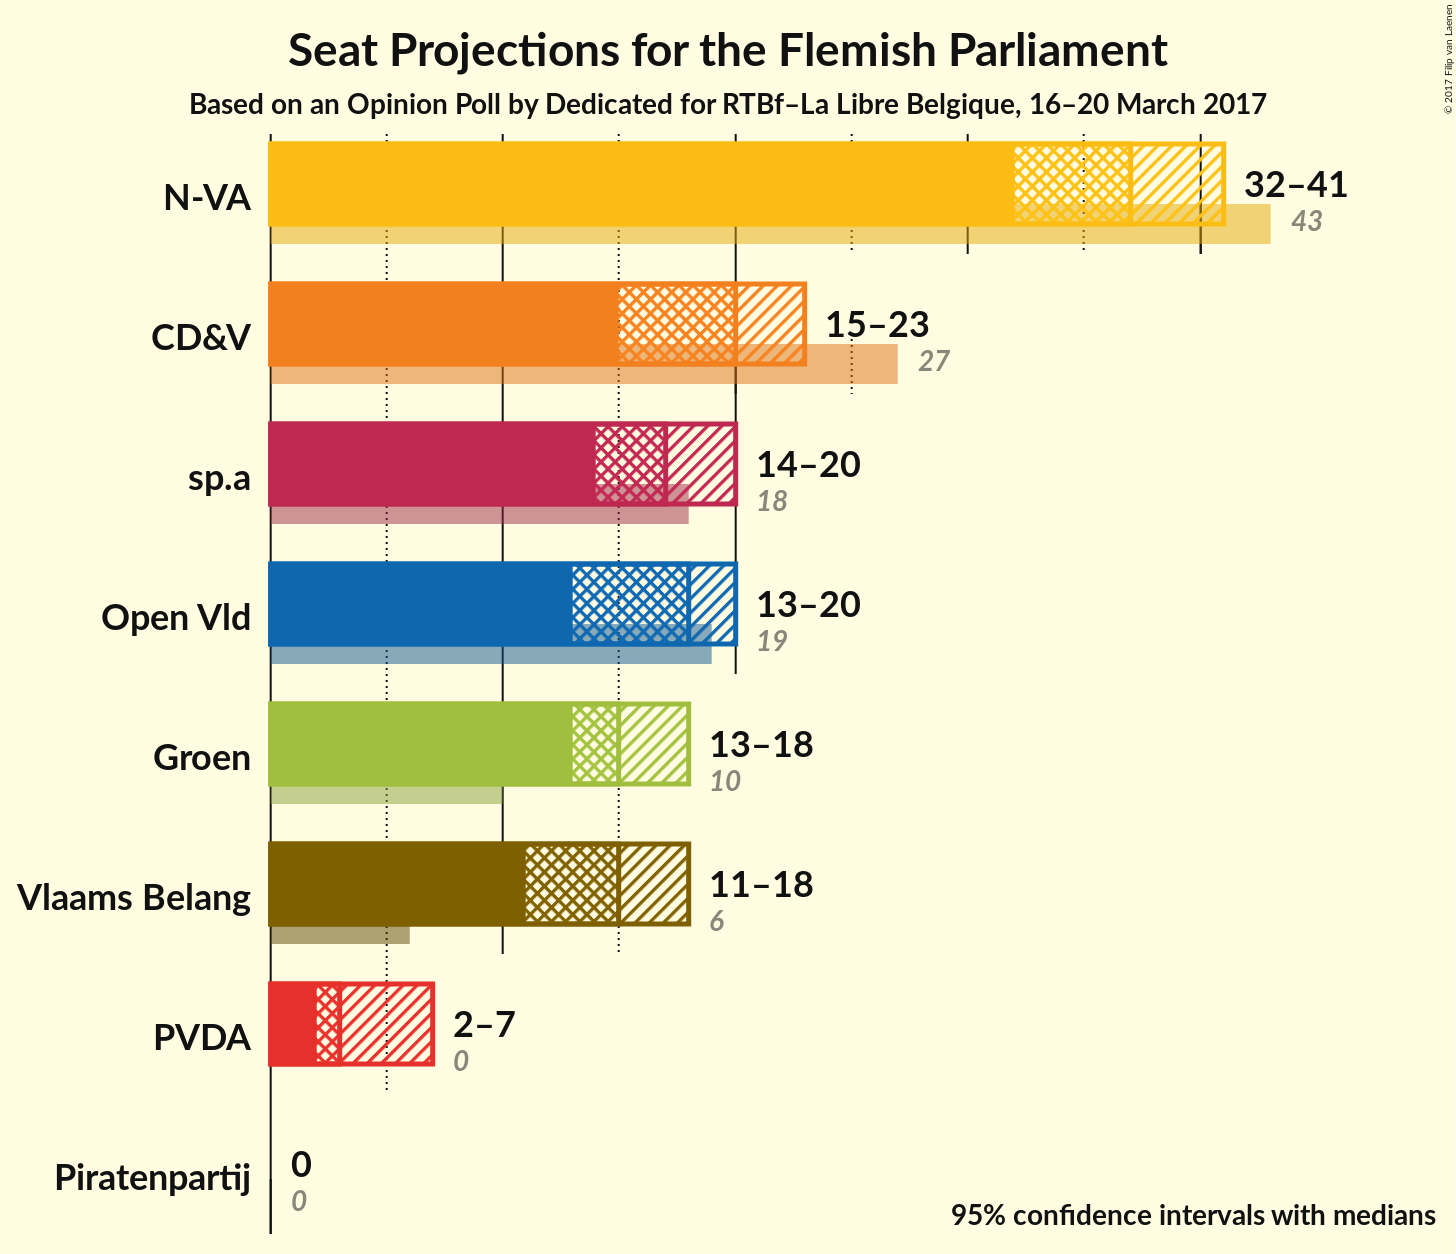 Seat Projections for the Flemish Parliament
Based on an Opinion Poll by Dedicated for RTBf–La Libre Belgique, 16–20 March 2017
© 2017 Filip van Laenen
N-VA
32–41
43
CD&V
15–23
27
sp.a
14–20
18
Open Vld
13–20
19
Groen
13–18
10
Vlaams Belang
11–18
6
PVDA
2–7
0
Piratenpartij
0
0
95% confidence intervals with medians